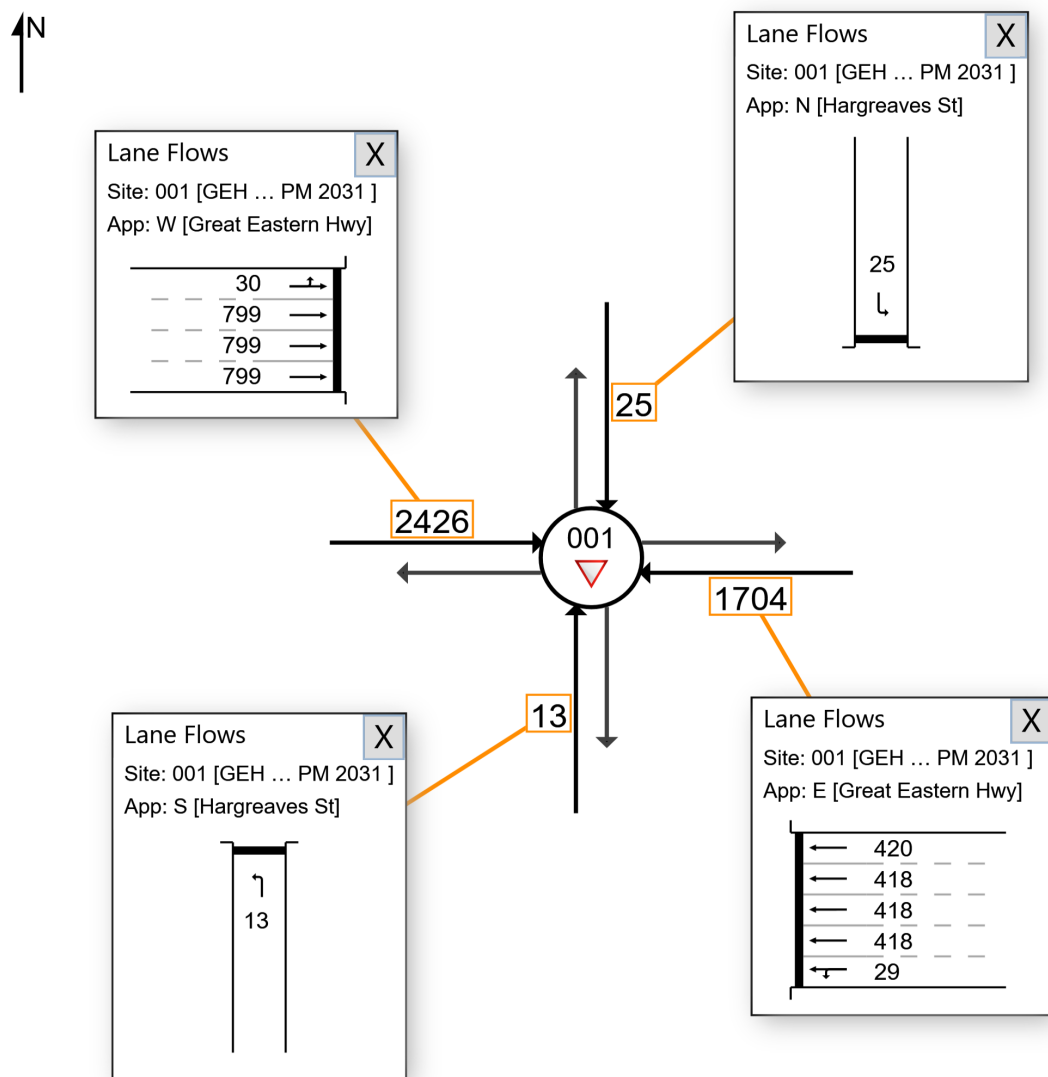 N
Lane Flows
X
Site: 001 [GEH ... PM 2031 ]
App: N [Hargreaves St]
25
Lane Flows
X
Site: 001 [GEH ... PM 2031 ]
App: W [Great Eastern Hwy]
30
799
799
799
25
2426
001
1704
13
Lane Flows
X
Site: 001 [GEH ... PM 2031 ]
App: S [Hargreaves St]
13
Lane Flows
X
Site: 001 [GEH ... PM 2031 ]
App: E [Great Eastern Hwy]
420
418
418
418
29